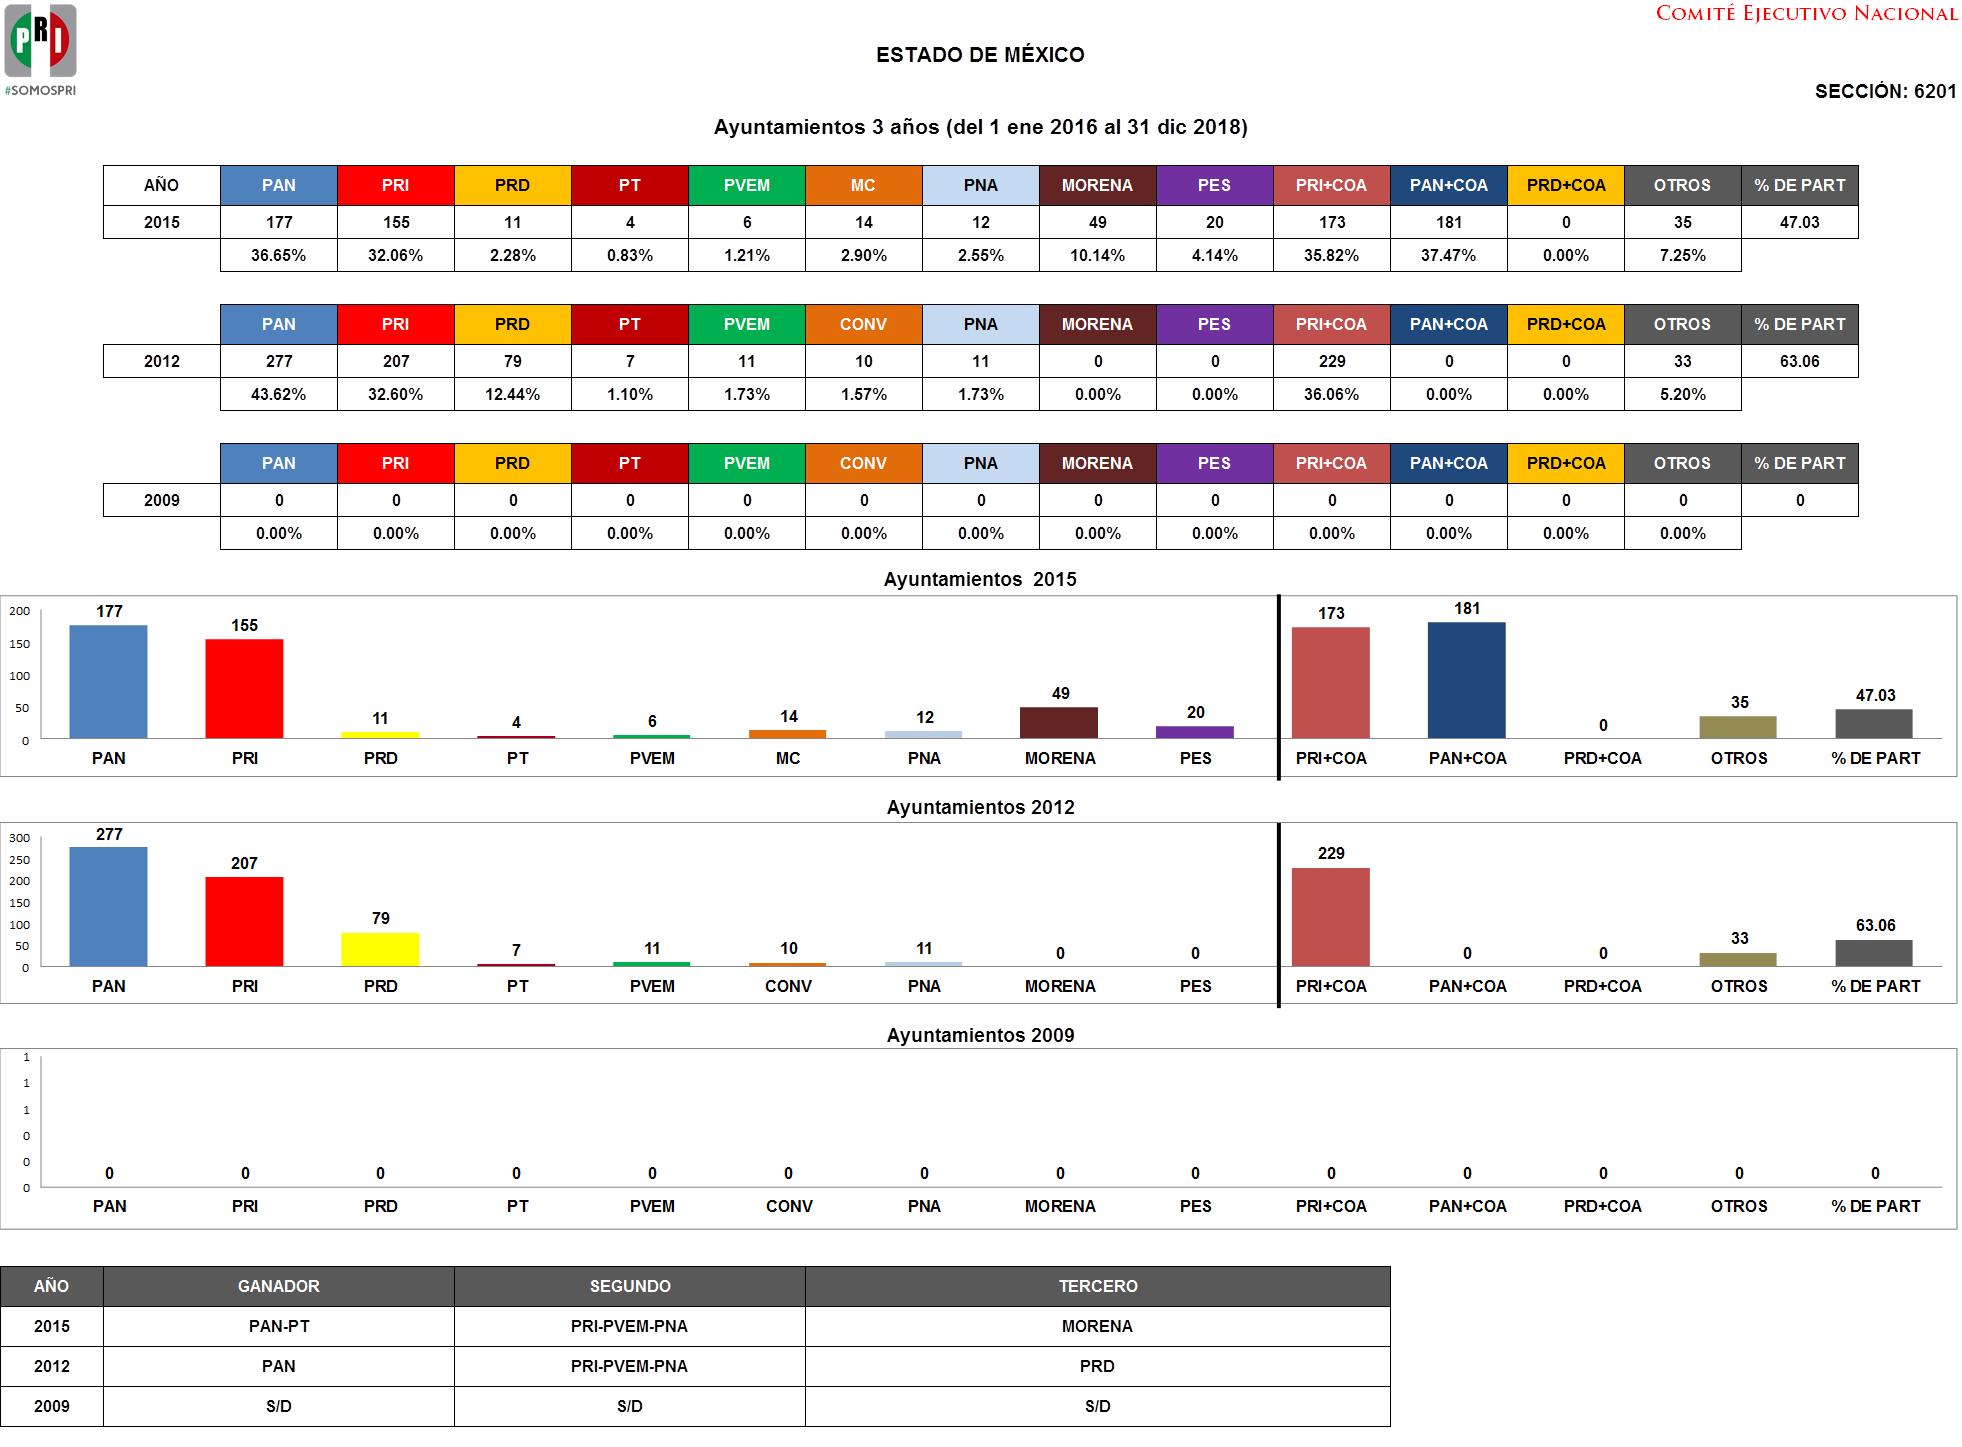 PRI
#SOMOSPRI
COMITÉ EJECUTIVO NACIONAL
ESTADO DE MÉXICO
SECCIÓN: 6201
Ayuntamientos 3 años (del 1 ene 2016 al 31 dic 2018)
AÑO PAN PRI PRD PT PVEM MC PNA MORENA PES PRI+COA PAN+COA PRD+COA OTROS % DE PART
2015 177 155 11 4 6 14 12 49 20 173 181 0 35 47.03
36.65% 32.06% 2.28% 0.83% 1.21% 2.90% 2.55% 10.14% 4.14% 35.82% 37.47% 0.00% 7.25%
PAN PRI PRD PT PVEM CONV PNA MORENA PES PRI+COA PAN+COA PRD+COA OTROS % DE PART
2012 277 207 79 7 11 10 11 0 0 229 0 0 33 63.06
43.62% 32.60% 12.44% 1.10% 1.73% 1.57% 1.73% 0.00% 0.00% 36.06% 0.00% 0.00% 5.20%
PAN PRI PRD PT PVEM CONV PNA MORENA PES PRI+COA PAN+COA PRD+COA OTROS % DE PART
2009 0 0 0 0 0 0 0 0 0 0 0 0 0 0
0.00% 0.00% 0.00% 0.00% 0.00% 0.00% 0.00% 0.00% 0.00% 0.00% 0.00% 0.00% 0.00%
Ayuntamientos 2015
200
150
100
50
0
177 155 11 4 6 14 12 49 20 173 181 0 35 47.03
PAN PRI PRD PT PVEM MC PNA MORENA PES PRI+COA PAN+COA PRD+COA OTROS % DE PART
Ayuntamientos 2012
300
250
200
150
100
50
0
277 207 79 7 11 10 11 0 0 229 0 0 33 63.06
PAN PRI PRD PT PVEM CONV PNA MORENA PES PRI+COA PAN+COA PRD+COA OTROS % DE PART
Ayuntamientos 2009
1
1
1
0
0
0
0 0 0 0 0 0 0 0 0 0 0 0 0 0
PAN PRI PRD PT PVEM CONV PNA MORENA PES PRI+COA PAN+COA PRD+COA OTROS % DE PART
AÑO GANADOR SEGUNDO TERCERO
2015 PAN-PT PRI-PVEM-PNA MORENA
2012 PAN PRI-PVEM-PNA PRD
2009 S/D S/D S/D